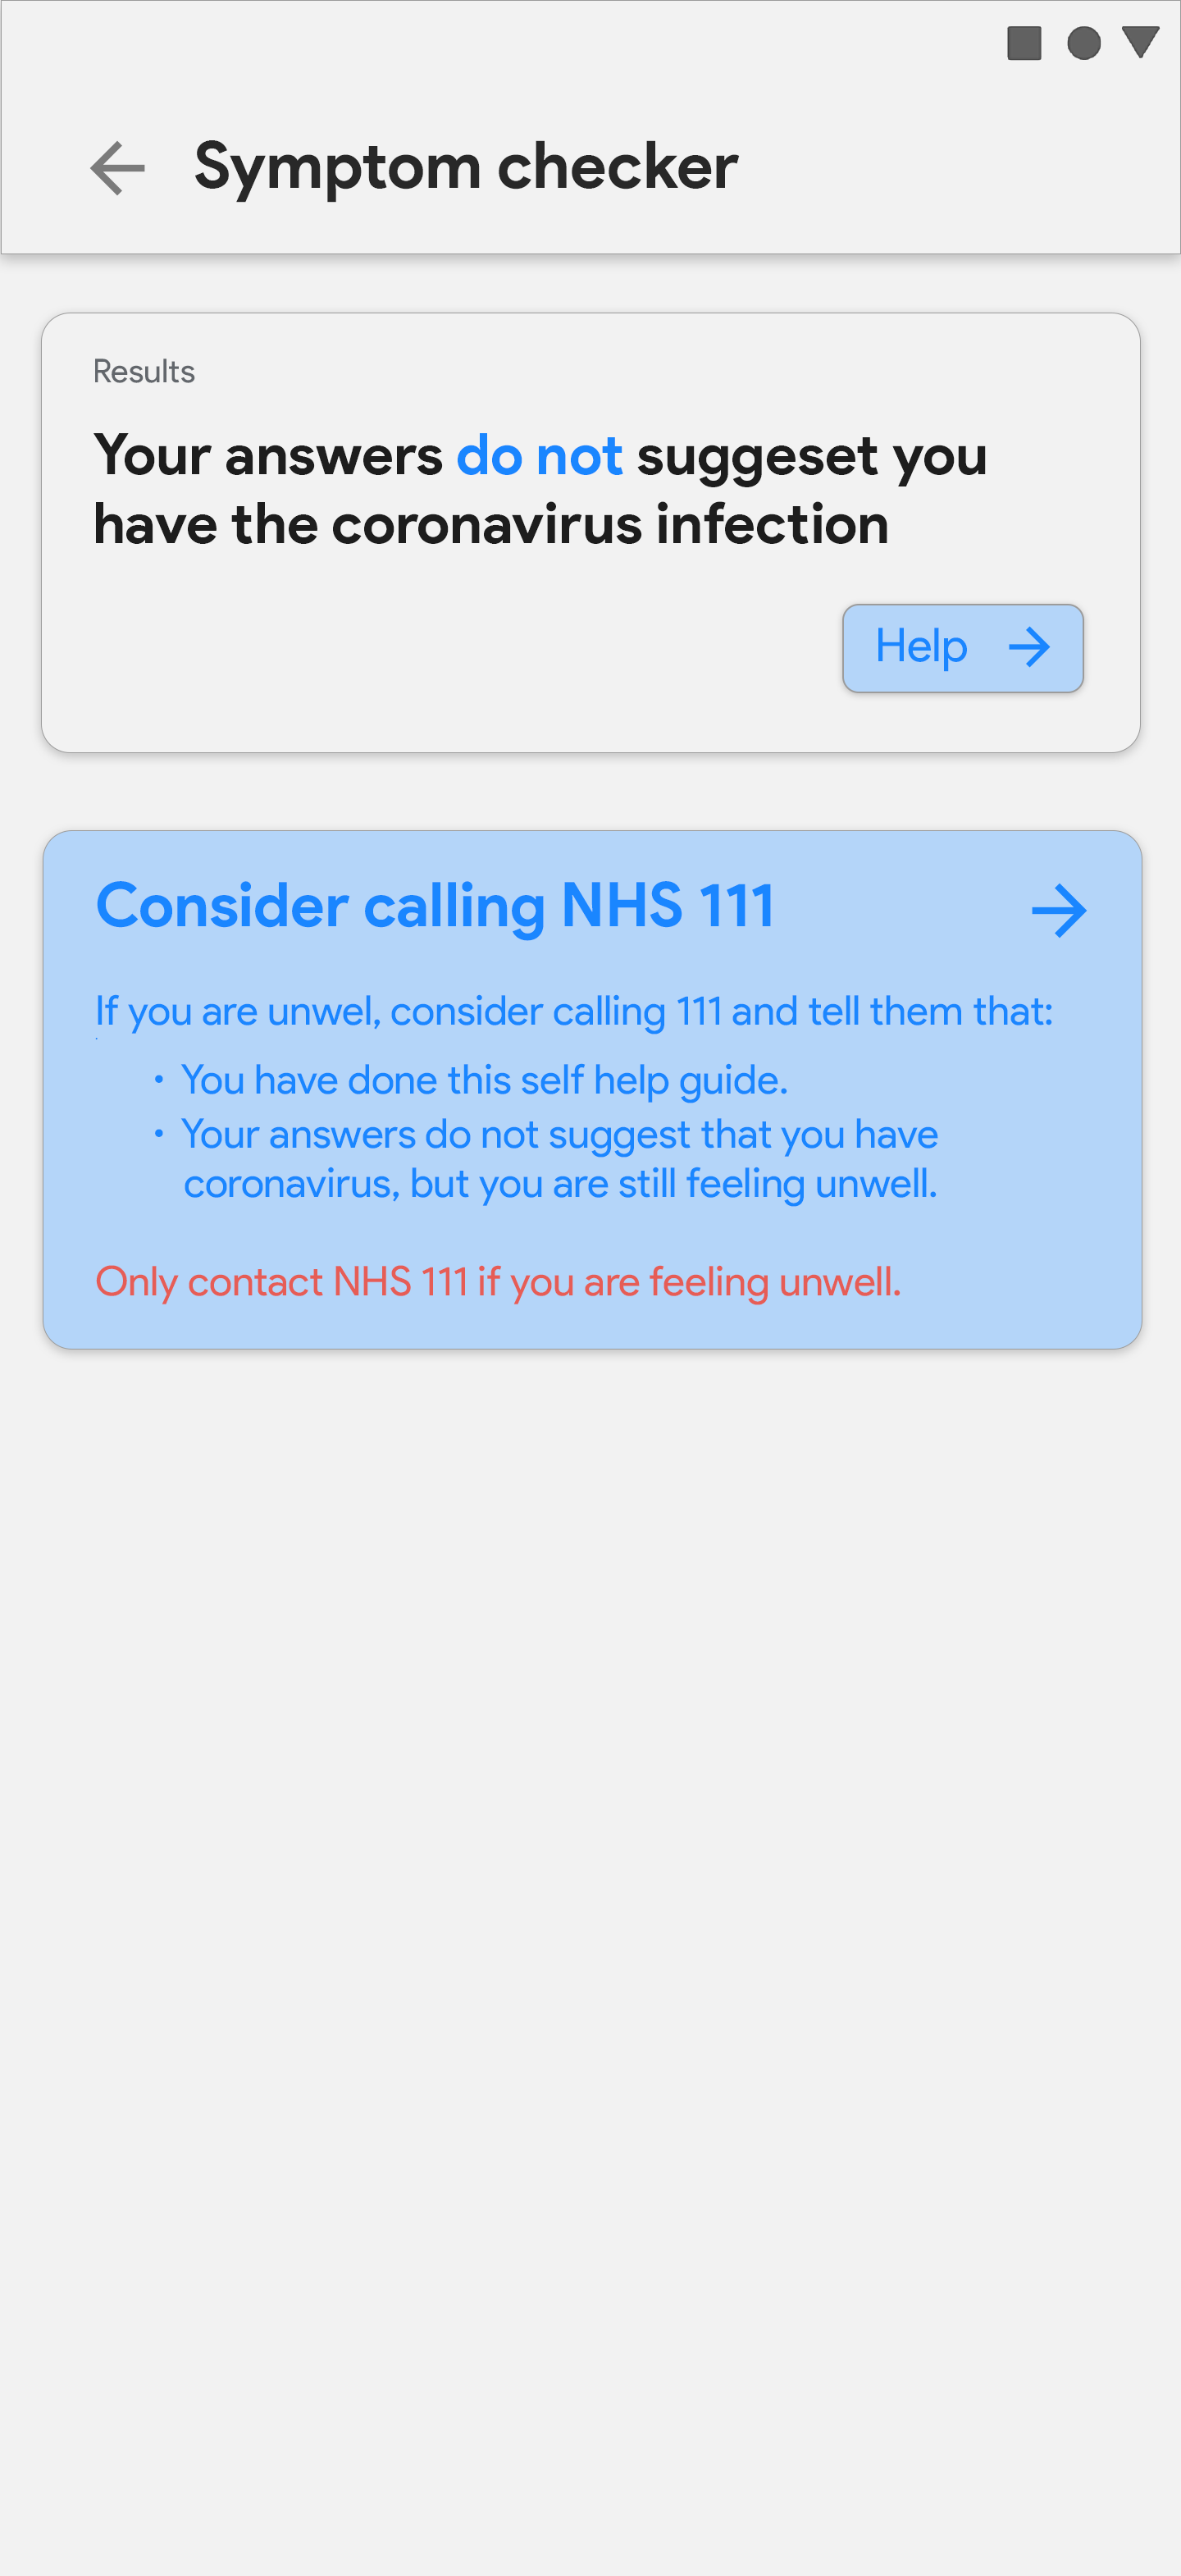 Symptom checker
Results
Your answers do not suggeset you
have the coronavirus infection
Help
Consider calling NHS 111
If you are unwel, consider calling 111 and tell them that:
• You have done this self help guide.
• Your answers do not suggest that you have
coronavirus, but you are still feeling unwell.
Only contact NHS 111 if you are feeling unwell.